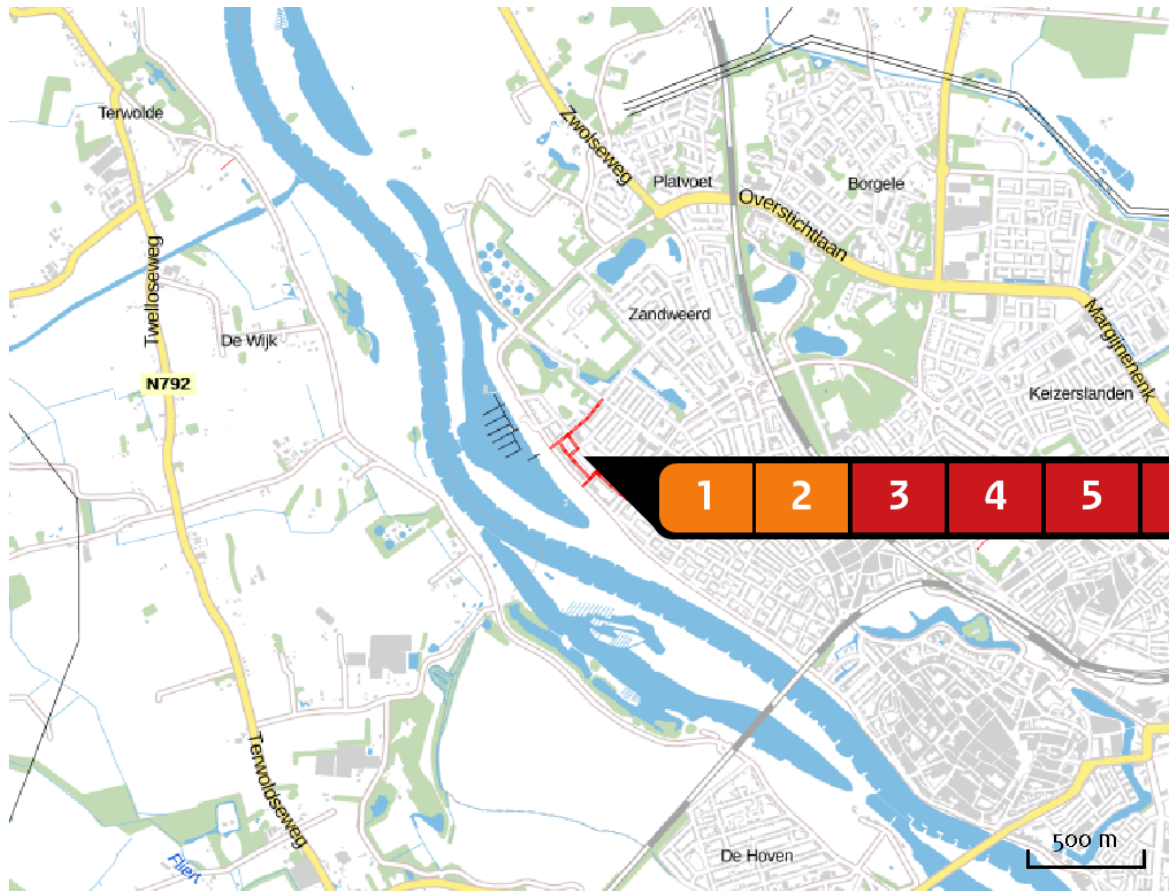 Terwolde
Zwolseweg
Platvoet
Borgele
Overstichtlaan
Twelloseweg
Zandweerd
De Wijk
Margijnenenk
N792
Keizerslanden
1 2 3 4 5
Terwoldseweg
500 m
De Hoven
Fliert